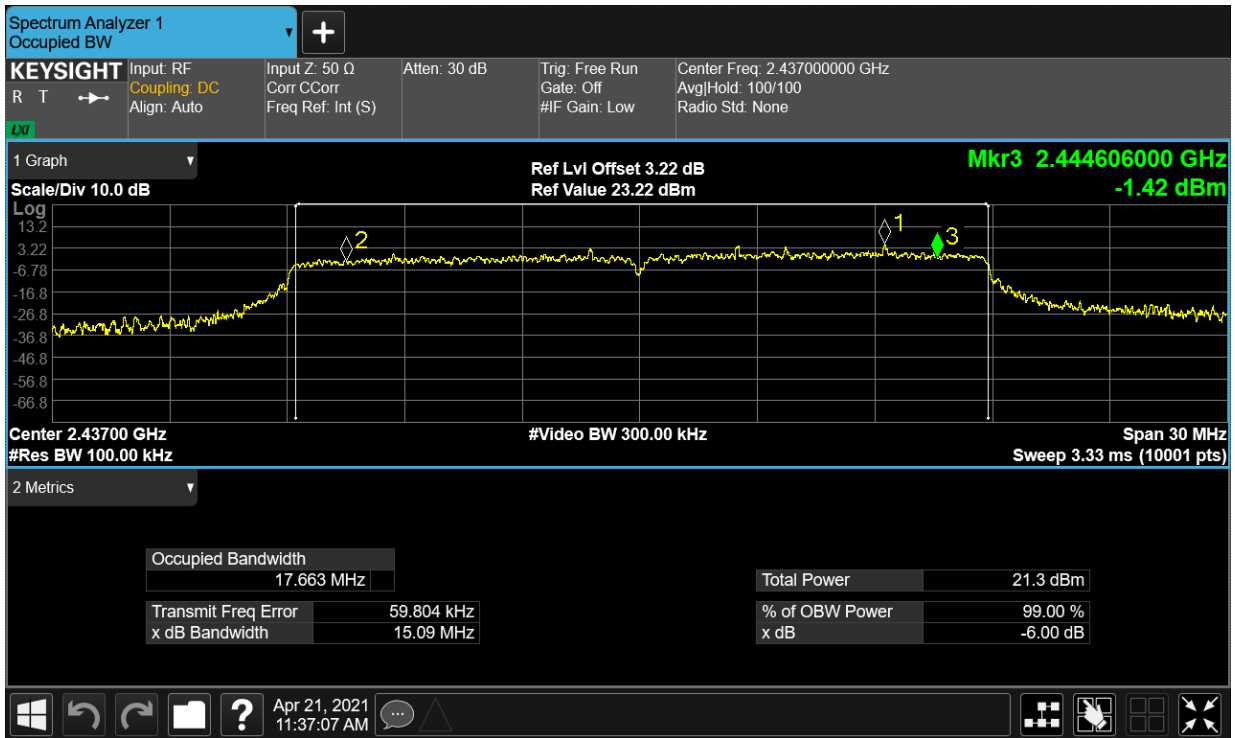 Spectrum Analyzer 1
Occupied BW
KEYSIGHT
R T
LXI
Input: RF
Coupling: DC
Align: Auto
Input Z: 50 Ω
Corr CCorr
Freq Ref: Int (S)
Atten: 30 dB
Trig: Free Run
Gate: Off
#IF Gain: Low
Center Freq: 2.437000000 GHz
Avg|Hold: 100/100
Radio Std: None
1 Graph
Scale/Div 10.0 dB
Ref Lvl Offset 3.22 dB
Ref Value 23.22 dBm
Mkr3 2.444606000 GHz
-1.42 dBm
Log
13.2
3.22
-6.78
-16.8
-26.8
-36.8
-46.8
-56.8
-66.8
2
1
3
Center 2.43700 GHz
#Video BW 300.00 kHz
Span 30 MHz
#Res BW 100.00 kHz
Sweep 3.33 ms (10001 pts)
2 Metrics
Occupied Bandwidth
17.663 MHz
Total Power 21.3 dBm
Transmit Freq Error 59.804 kHz
% of OBW Power 99.00 %
x dB Bandwidth 15.09 MHz
x dB -6.00 dB
?
Apr 21, 2021
11:37:07 AM